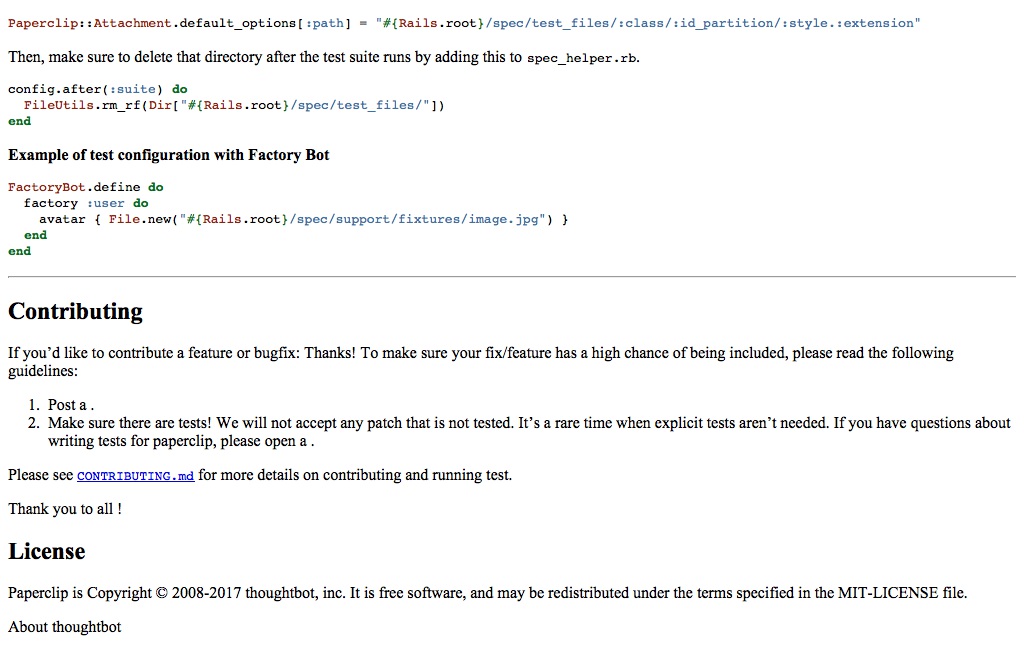 Paperclip::Attachment.default_options[:path] = "#{Rails.root}/spec/test_files/:class/:id_partition/:style.:extension"
Then, make sure to delete that directory after the test suite runs by adding this to spec_helper.rb.
config.after(:suite) do
  FileUtils.rm_rf(Dir["#{Rails.root}/spec/test_files/"])
end
Example of test configuration with Factory Bot
FactoryBot.define do
  factory :user do
    avatar { File.new("#{Rails.root}/spec/support/fixtures/image.jpg") }
  end
end
Contributing
If you’d like to contribute a feature or bugfix: Thanks! To make sure your fix/feature has a high chance of being included, please read the following
guidelines:
1. Post a .
2. Make sure there are tests! We will not accept any patch that is not tested. It’s a rare time when explicit tests aren’t needed. If you have questions about
writing tests for paperclip, please open a .
Please see CONTRIBUTING.md for more details on contributing and running test.
Thank you to all !
License
Paperclip is Copyright © 2008-2017 thoughtbot, inc. It is free software, and may be redistributed under the terms specified in the MIT-LICENSE file.
About thoughtbot